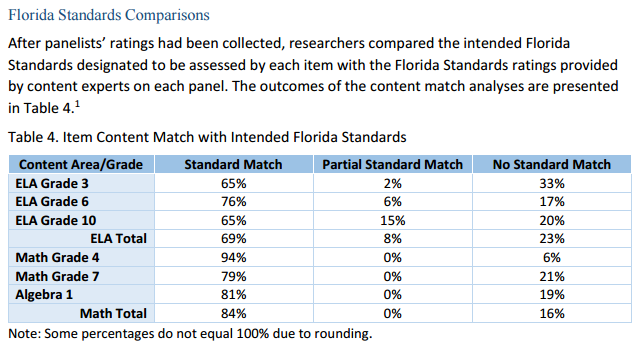 Florida Standards Comparisons
After panelists’ ratings had been collected, researchers compared the intended Florida
Standards designated to be assessed by each item with the Florida Standards ratings provided
by content experts on each panel. The outcomes of the content match analyses are presented
in Table 4.¹
Table 4. Item Content Match with Intended Florida Standards
Content Area/Grade Standard Match Partial Standard Match No Standard Match
ELA Grade 3 65% 2% 33%
ELA Grade 6 76% 6% 17%
ELA Grade 10 65% 15% 20%
ELA Total 69% 8% 23%
Math Grade 4 94% 0% 6%
Math Grade 7 79% 0% 21%
Algebra 1 81% 0% 19%
Math Total 84% 0% 16%
Note: Some percentages do not equal 100% due to rounding.